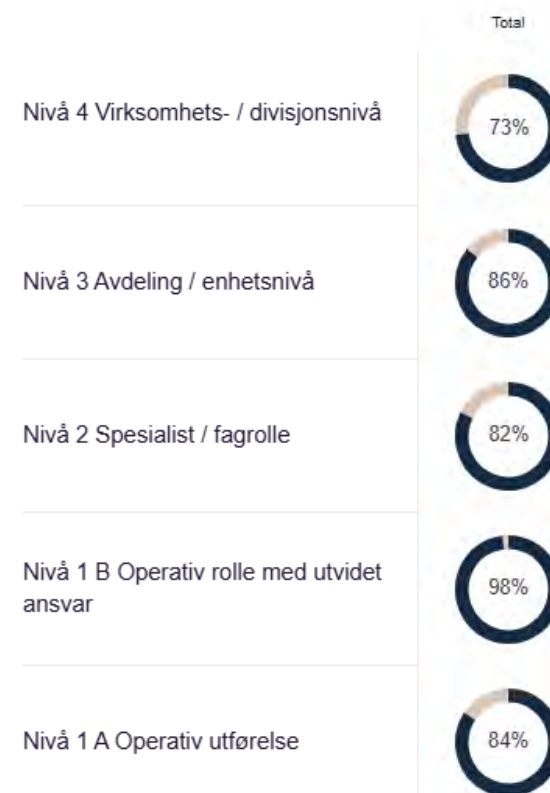 Total
Nivå 4 Virksomhets- / divisjonsnivå
73%
Nivå 3 Avdeling / enhetsnivå
86%
Nivå 2 Spesialist / fagrolle
82%
Nivå 1 B Operativ rolle med utvidet
ansvar
98%
Nivå 1 A Operativ utførelse
84%